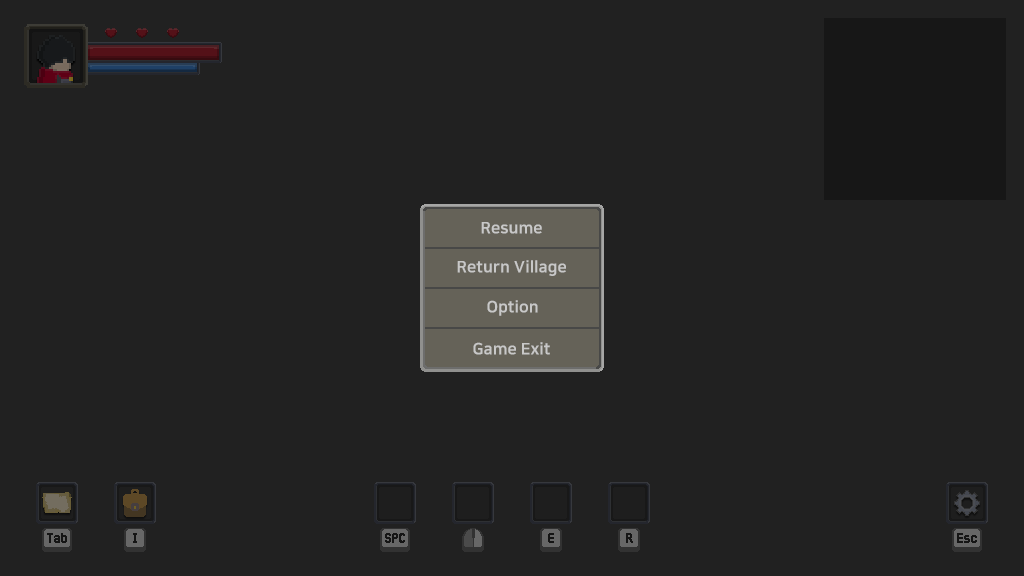 Resume
Return Village
Option
Game Exit
Tab
I
SPC
E
R
Esc